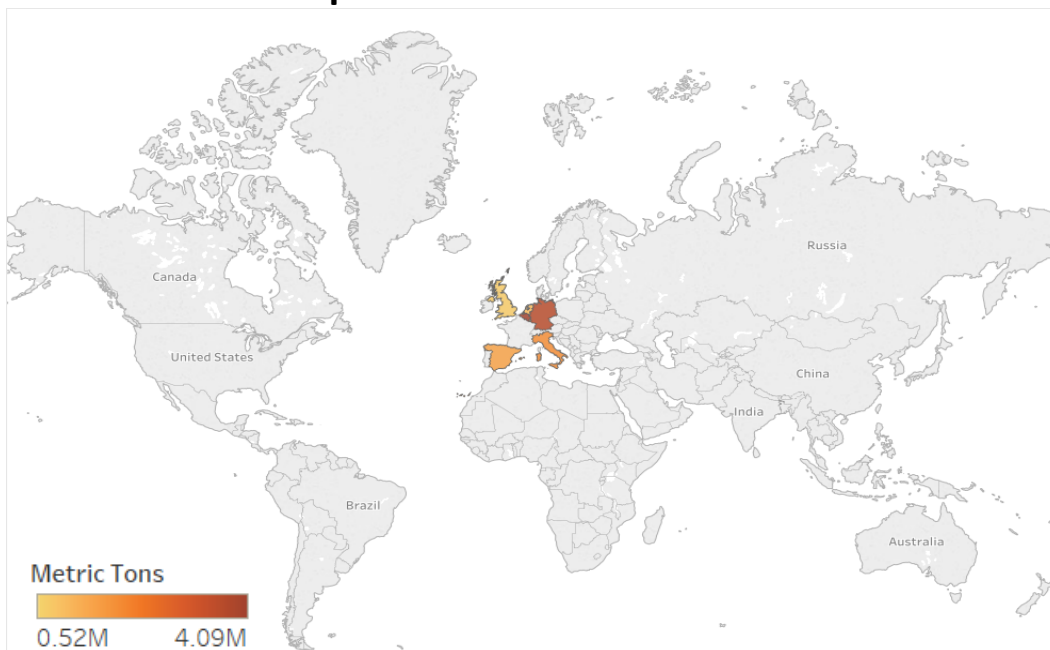 Russia
Canada
United States
China
India
Brazil
Australia
Metric Tons
0.52M 4.09M